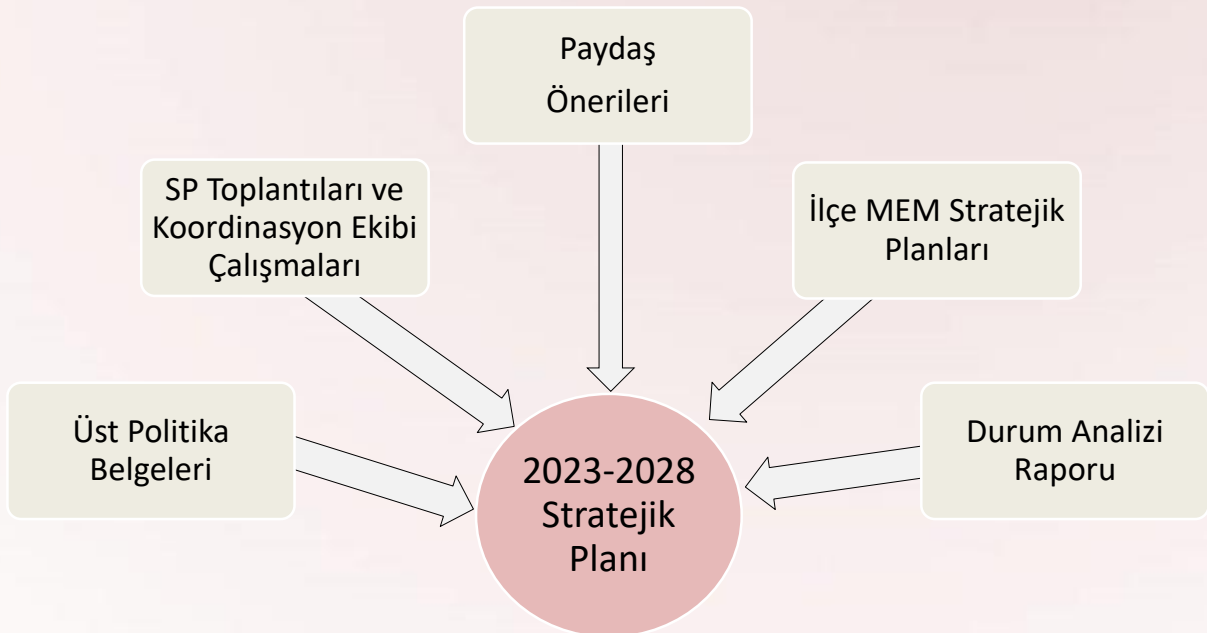 Paydaş
Önerileri
SP Toplantıları ve
Koordinasyon Ekibi
Çalışmaları
İlçe MEM Stratejik
Planları
Üst Politika
Belgeleri
Durum Analizi
Raporu
2023-2028
Stratejik
Planı